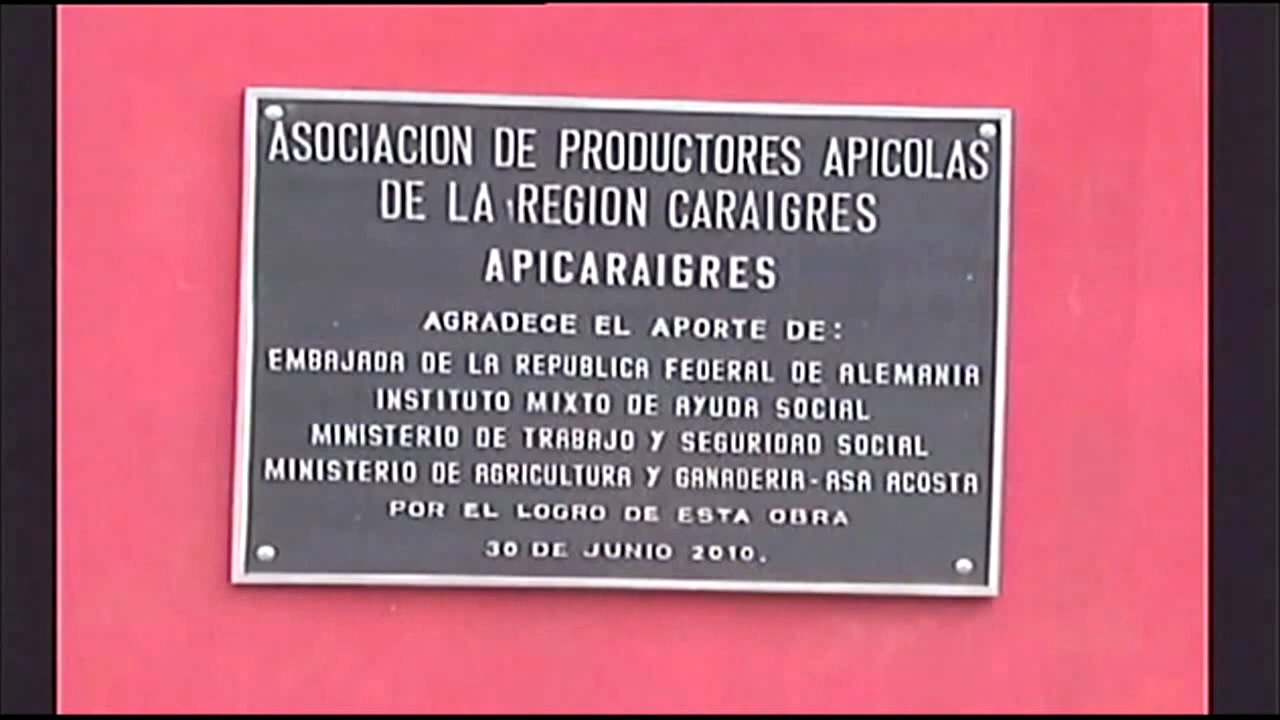 ASOCIACION DE PRODUCTORES APICOLAS
DE LA REGION CARAIGRES
APICARAIGRES
AGRADECE EL APORTE DE:
EMBAJADA DE LA REPUBLICA FEDERAL DE ALEMANIA
INSTITUTO MIXTO DE AYUDA SOCIAL
MINISTERIO DE TRABAJO Y SEGURIDAD SOCIAL
MINISTERIO DE AGRICULTURA Y GANADERIA-ASA ACOSTA
POR EL LOGRO DE ESTA OBRA
30 DE JUNIO 2010.